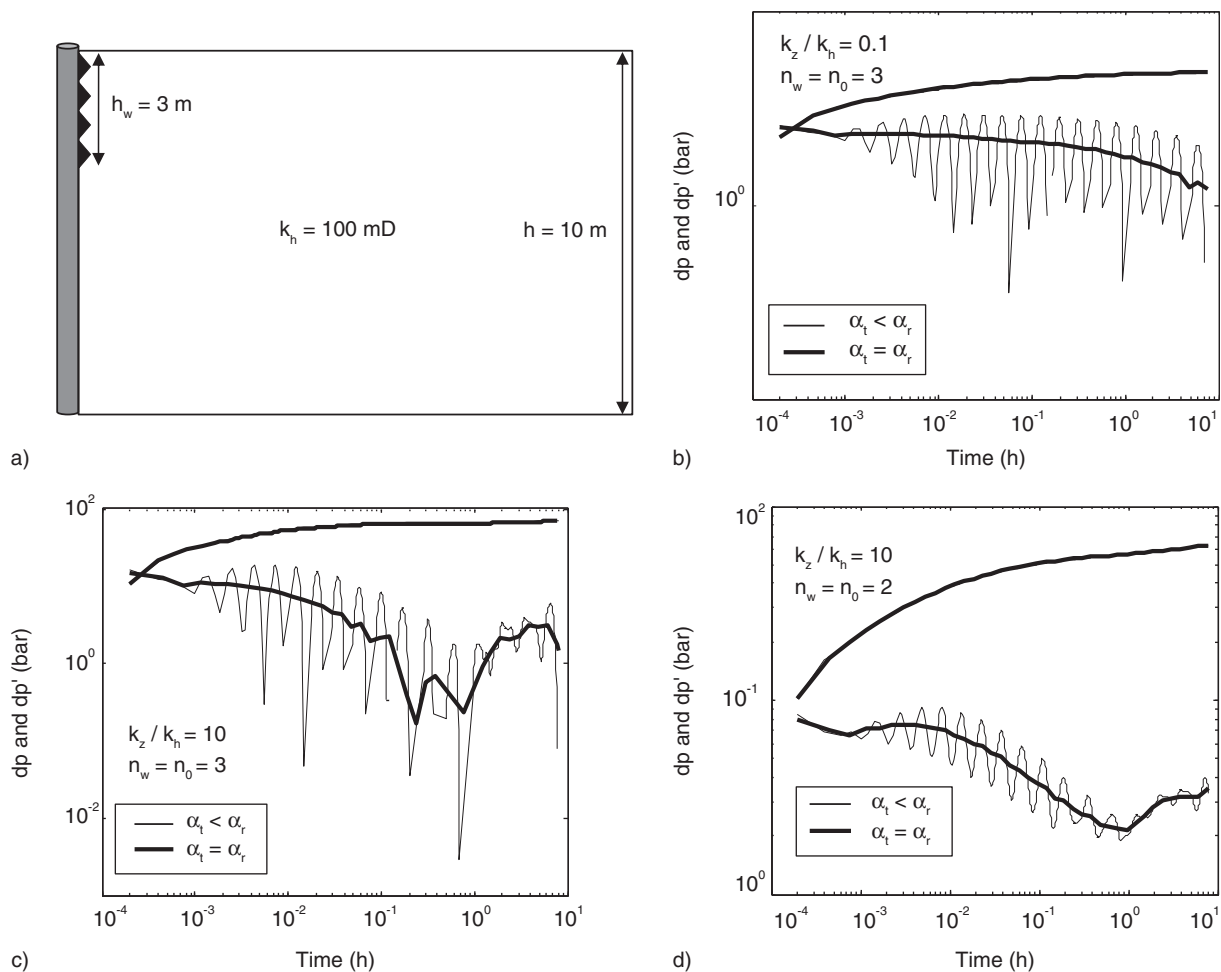 h_w = 3 m
k_h = 100 mD
h = 10 m
a)
k_z / k_h = 0.1
n_w = n_0 = 3
10^0
dp and dp' (bar)
α_t < α_r
α_t = α_r
10^-4 10^-3 10^-2 10^-1 10^0 10^1
Time (h)
b)
10^2
10^0
10^-2
dp and dp' (bar)
k_z / k_h = 10
n_w = n_0 = 3
α_t < α_r
α_t = α_r
10^-4 10^-3 10^-2 10^-1 10^0 10^1
Time (h)
c)
10^2
10^-1
10^0
dp and dp' (bar)
k_z / k_h = 10
n_w = n_0 = 2
α_t < α_r
α_t = α_r
10^-4 10^-3 10^-2 10^-1 10^0 10^1
Time (h)
d)